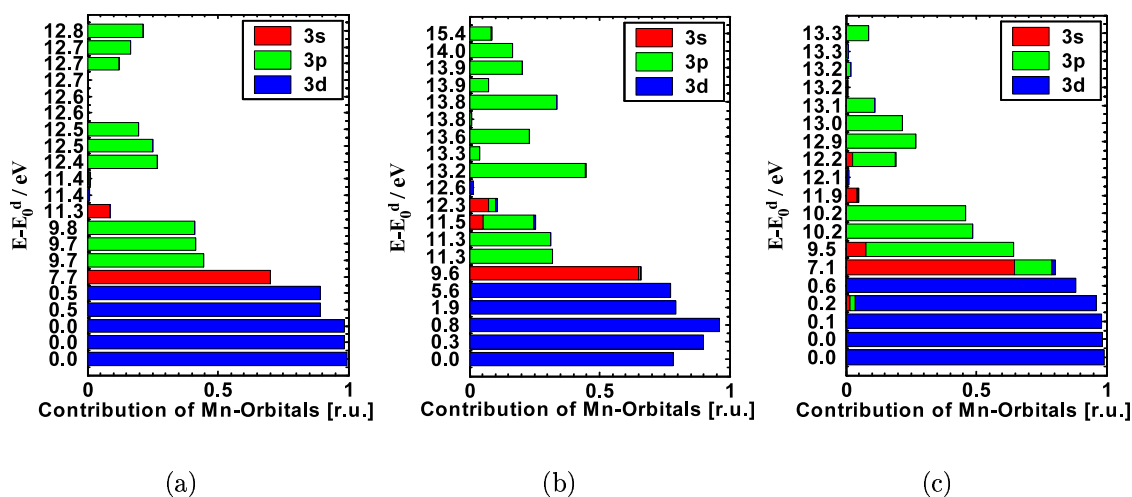 E-E₀ᵈ / eV
12.8
12.7
12.7
12.7
12.6
12.6
12.5
12.5
12.4
11.4
11.4
11.3
9.8
9.7
9.7
7.7
0.5
0.5
0.0
0.0
0.0
3s
3p
3d
0 0.5 1
Contribution of Mn-Orbitals [r.u.]
(a)
E-E₀ᵈ / eV
15.4
14.0
13.9
13.9
13.8
13.8
13.6
13.3
13.2
12.6
12.3
11.5
11.3
11.3
9.6
5.6
1.9
0.8
0.3
0.0
3s
3p
3d
0 0.5 1
Contribution of Mn-Orbitals [r.u.]
(b)
E-E₀ᵈ / eV
13.3
13.3
13.2
13.2
13.1
13.0
12.9
12.2
12.1
11.9
10.2
10.2
9.5
7.1
0.6
0.2
0.1
0.0
0.0
3s
3p
3d
0 0.5 1
Contribution of Mn-Orbitals [r.u.]
(c)